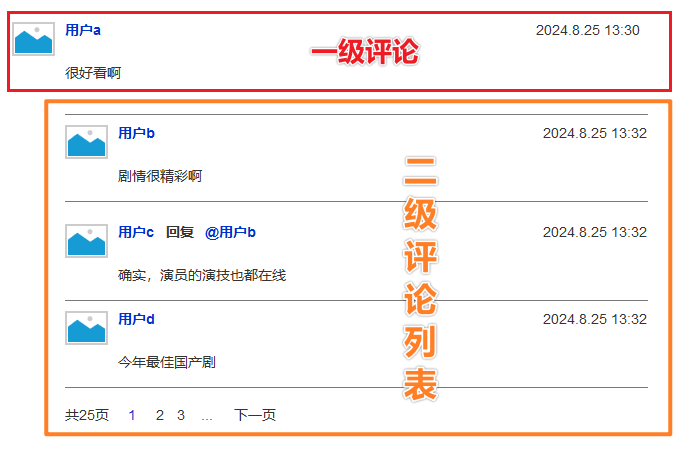 用户a 2024.8.25 13:30
一级评论
很好看啊
用户b 2024.8.25 13:32
剧情很精彩啊
用户c 回复 @用户b 2024.8.25 13:32
确实，演员的演技也都在线
用户d 2024.8.25 13:32
今年最佳国产剧
二级评论列表
共25页 1 2 3 ... 下一页